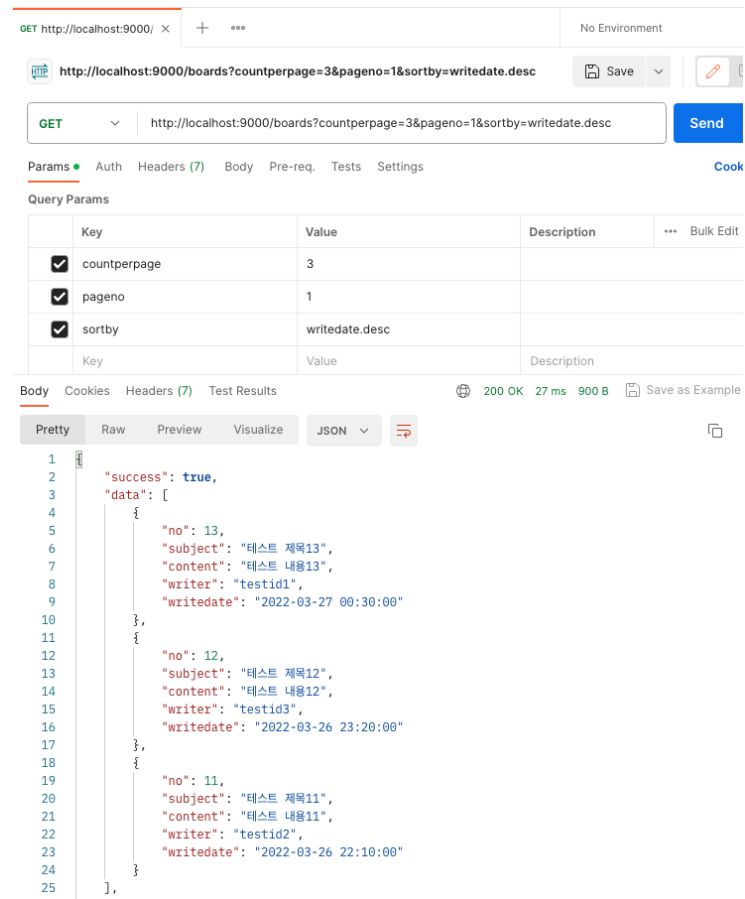 GET http://localhost:9000/
No Environment
HTTP http://localhost:9000/boards?countperpage=3&pageno=1&sortby=writedate.desc Save
GET http://localhost:9000/boards?countperpage=3&pageno=1&sortby=writedate.desc Send
Params Auth Headers (7) Body Pre-req. Tests Settings Cook
Query Params
Key Value Description ••• Bulk Edit
countperpage 3
pageno 1
sortby writedate.desc
Key Value Description
Body Cookies Headers (7) Test Results 200 OK 27 ms 900 B Save as Example
Pretty Raw Preview Visualize JSON
1 {
2 "success": true,
3 "data": [
4 {
5 "no": 13,
6 "subject": "테스트 제목13",
7 "content": "테스트 내용13",
8 "writer": "testid1",
9 "writedate": "2022-03-27 00:30:00"
10 },
11 {
12 "no": 12,
13 "subject": "테스트 제목12",
14 "content": "테스트 내용12",
15 "writer": "testid3",
16 "writedate": "2022-03-26 23:20:00"
17 },
18 {
19 "no": 11,
20 "subject": "테스트 제목11",
21 "content": "테스트 내용11",
22 "writer": "testid2",
23 "writedate": "2022-03-26 22:10:00"
24 }
25 ],